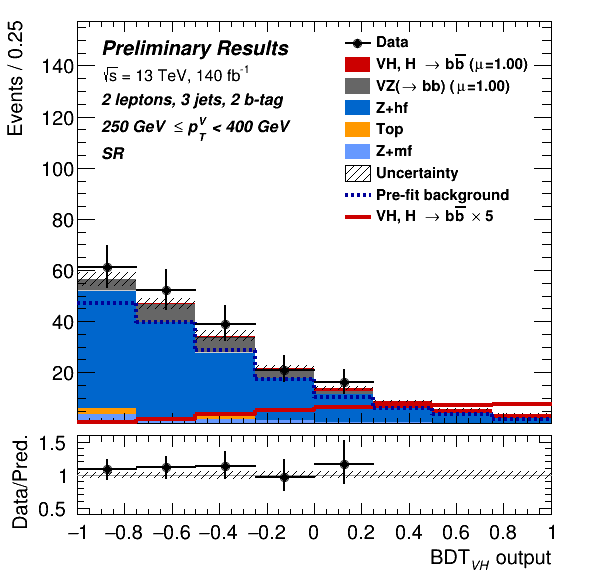 Events / 0.25
140
120
100
80
60
40
20
Preliminary Results
√s = 13 TeV, 140 fb⁻¹
2 leptons, 3 jets, 2 b-tag
250 GeV ≤ p_T^V < 400 GeV
SR
Data
VH, H → bb̅ (μ=1.00)
VZ(→ bb) (μ=1.00)
Z+hf
Top
Z+mf
Uncertainty
Pre-fit background
VH, H → bb̅ × 5
Data/Pred.
1.5
1
0.5
−1 −0.8 −0.6 −0.4 −0.2 0 0.2 0.4 0.6 0.8 1
BDT_VH output